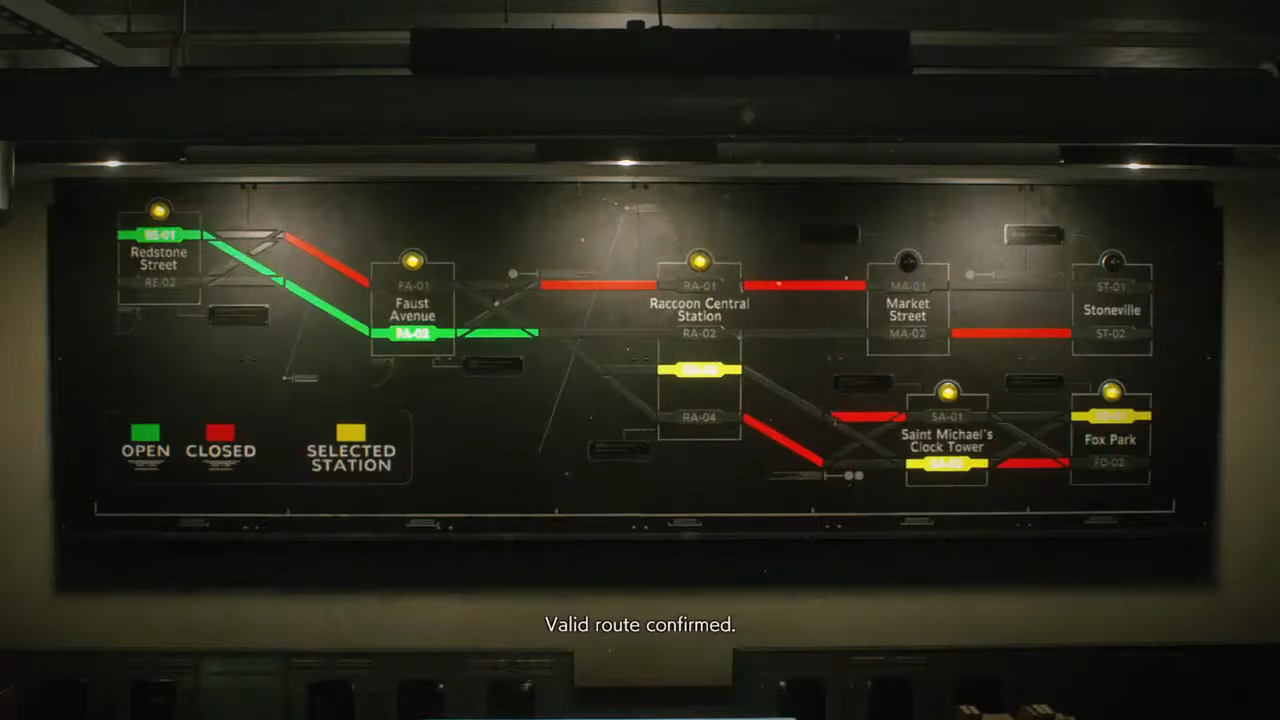 Redstone
Street
RE-02
FA-01
Faust
Avenue
FA-02
RA-01
Raccoon Central
Station
RA-02
RA-04
MA-01
Market
Street
MA-02
ST-01
Stoneville
ST-02
SA-01
Saint Michael's
Clock Tower
Fox Park
FO-02
OPEN
CLOSED
SELECTED
STATION
Valid route confirmed.